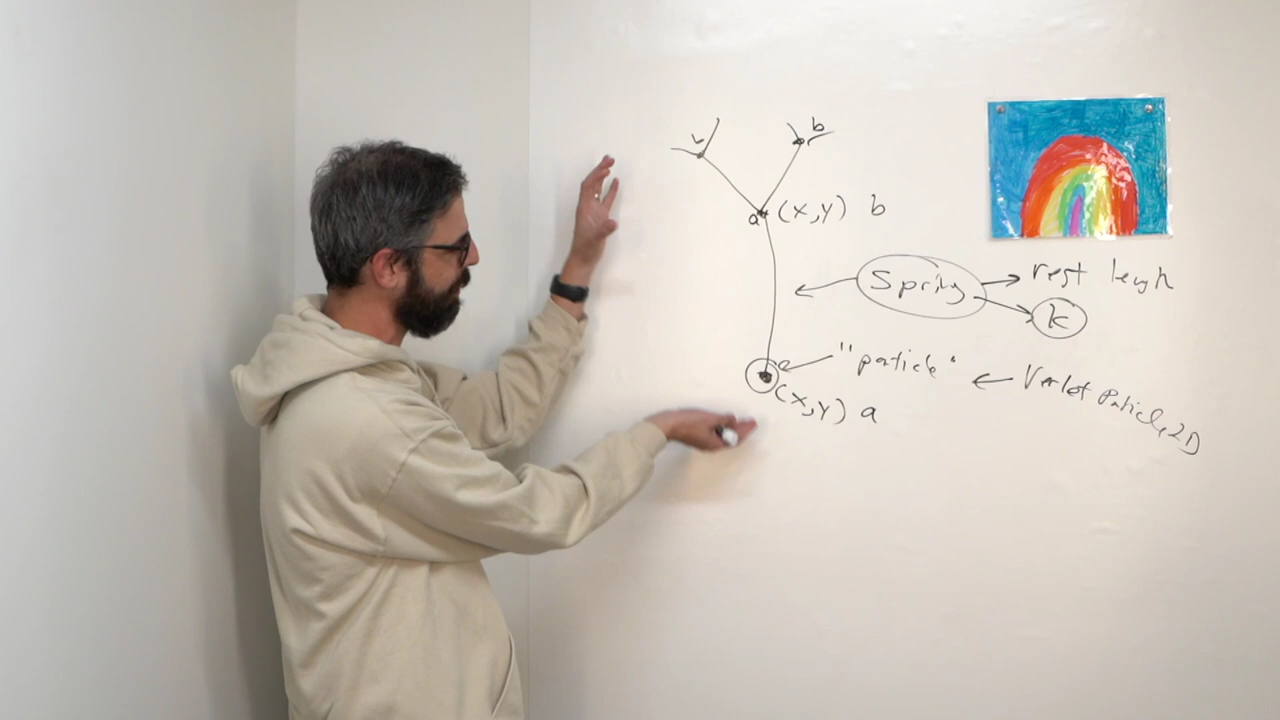 b
a (x,y) b
Spring
rest length
k
"particle"
VerletParticle2D
(x,y) a